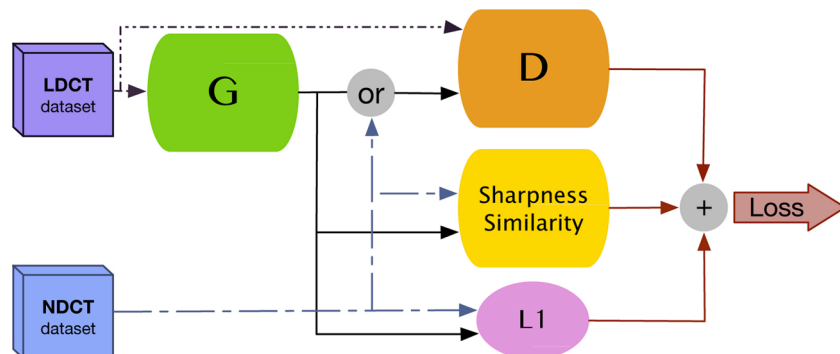 LDCT
dataset
G
or
D
Sharpness
Similarity
+
Loss
NDCT
dataset
L1